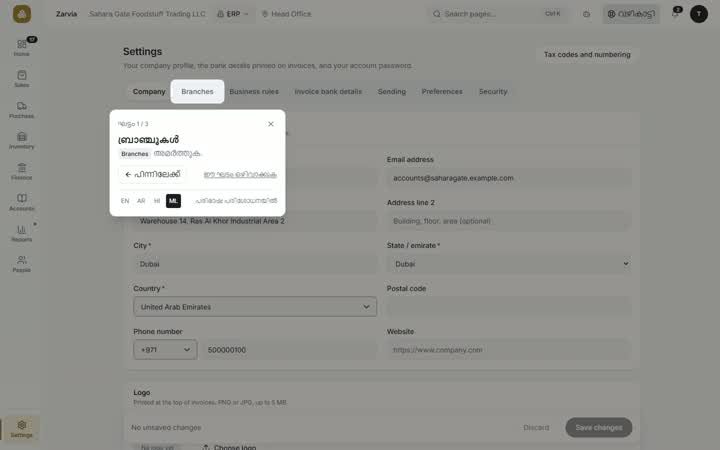 Zarvia
Sahara Gate Foodstuff Trading LLC
ERP
Head Office
Search pages...
Ctrl K
വഴികാട്ടി
2
T
17
Home
Sales
Purchase
Inventory
Finance
Accounts
Reports
People
Settings
Settings
Your company profile, the bank details printed on invoices, and your account password.
Tax codes and numbering
Company
Branches
Business rules
Invoice bank details
Sending
Preferences
Security
ഘട്ടം 1 / 3
ബ്രാഞ്ചുകൾ
Branches അമർത്തുക.
← പിന്നിലേക്ക്
ഈ ഘട്ടം ഒഴിവാക്കുക
EN AR HI ML
പരിഭാഷ പരിശോധനയിൽ
Email address
accounts@saharagate.example.com
Address line 2
Warehouse 14, Ras Al Khor Industrial Area 2
Building, floor, area (optional)
City *
State / emirate *
Dubai
Dubai
Country *
Postal code
United Arab Emirates
Phone number
Website
+971
500000100
https://www.company.com
Logo
Printed at the top of invoices. PNG or JPG, up to 5 MB.
No unsaved changes
Discard
Save changes
Choose logo